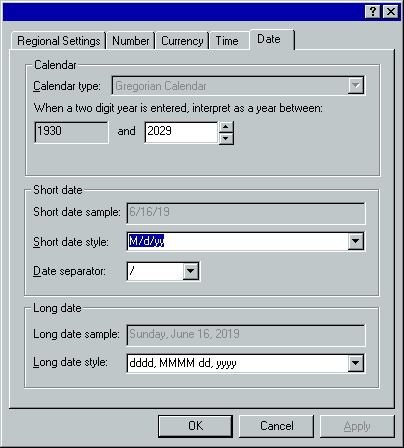 Regional Settings Number Currency Time Date
Calendar
Calendar type: Gregorian Calendar
When a two digit year is entered, interpret as a year between:
1930 and 2029
Short date
Short date sample: 6/16/19
Short date style: M/d/yy
Date separator: /
Long date
Long date sample: Sunday, June 16, 2019
Long date style: dddd, MMMM dd, yyyy
OK Cancel Apply